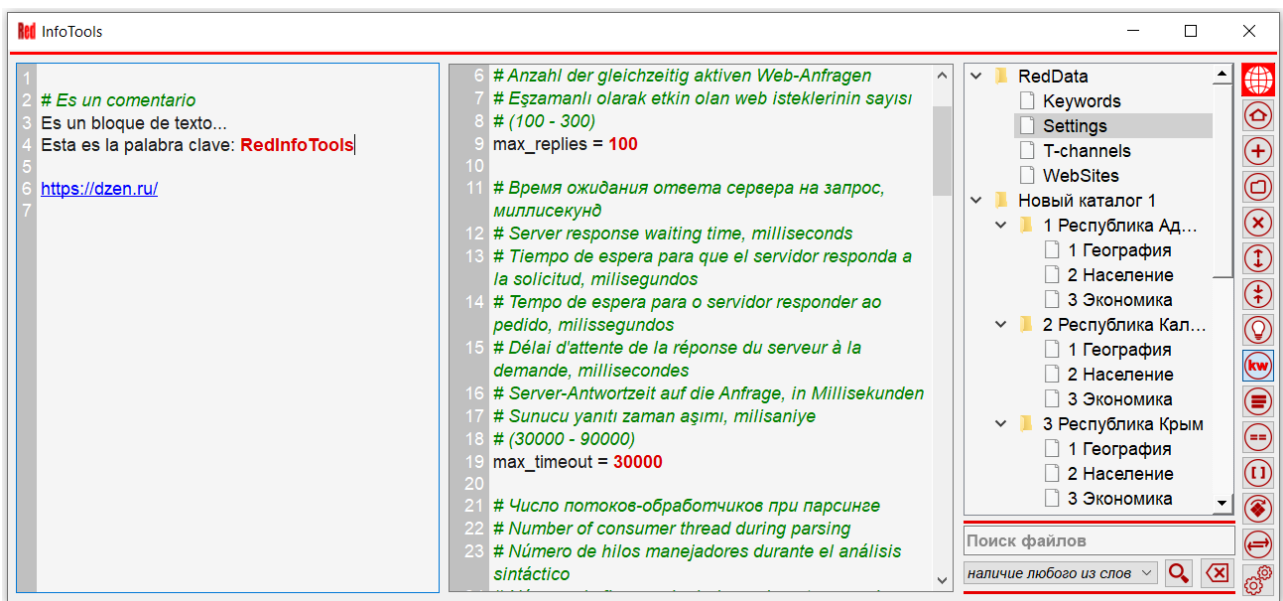 Red InfoTools
1
2 # Es un comentario
3 Es un bloque de texto...
4 Esta es la palabra clave: RedInfoTools
5
6 https://dzen.ru/
7
6 # Anzahl der gleichzeitig aktiven Web-Anfragen
7 # Eşzamanlı olarak etkin olan web isteklerinin sayısı
8 # (100 - 300)
9 max_replies = 100
10
11 # Время ожидания ответа сервера на запрос,
миллисекунд
12 # Server response waiting time, milliseconds
13 # Tiempo de espera para que el servidor responda a
la solicitud, milisegundos
14 # Tempo de espera para o servidor responder ao
pedido, milissegundos
15 # Délai d'attente de la réponse du serveur à la
demande, millisecondes
16 # Server-Antwortzeit auf die Anfrage, in Millisekunden
17 # Sunucu yanıtı zaman aşımı, milisaniye
18 # (30000 - 90000)
19 max_timeout = 30000
20
21 # Число потоков-обработчиков при парсинге
22 # Number of consumer thread during parsing
23 # Número de hilos manejadores durante el análisis
sintáctico
RedData
Keywords
Settings
T-channels
WebSites
Новый каталог 1
1 Республика Ад...
1 География
2 Население
3 Экономика
2 Республика Кал...
1 География
2 Население
3 Экономика
3 Республика Крым
1 География
2 Население
3 Экономика
Поиск файлов
наличие любого из слов
kw
==
[ ]